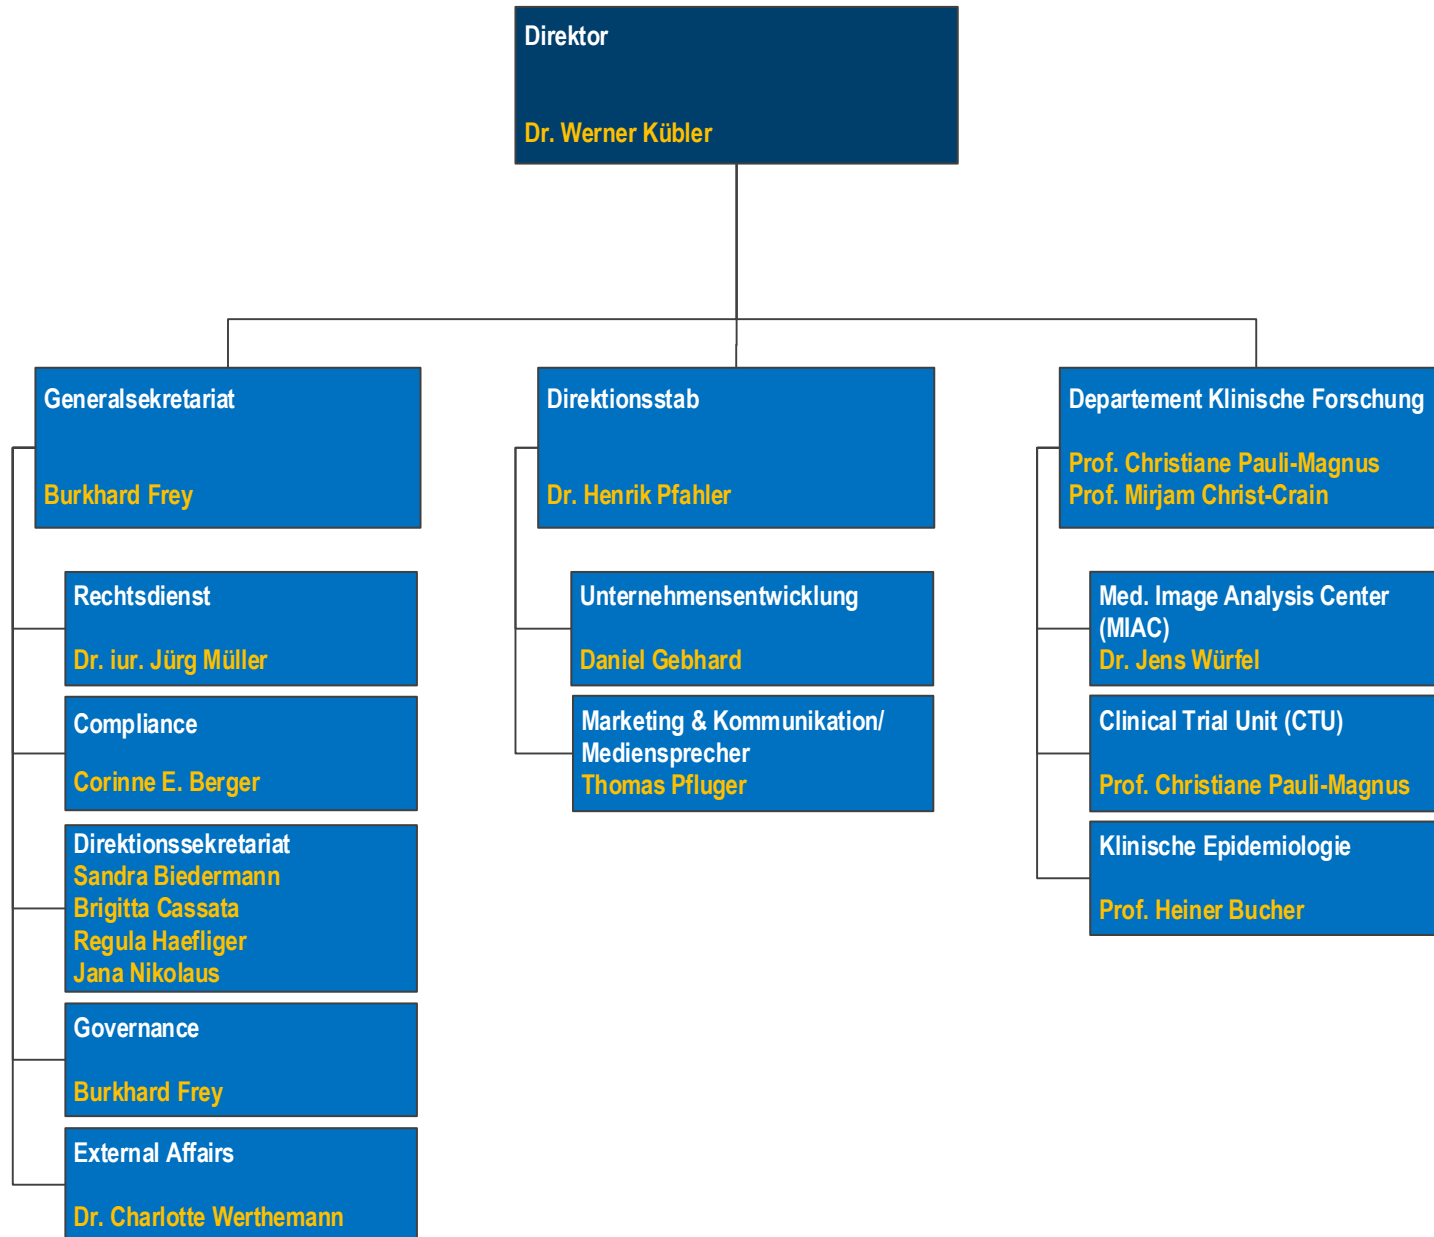 Direktor
Dr. Werner Kübler
Generalsekretariat
Burkhard Frey
Rechtsdienst
Dr. iur. Jürg Müller
Compliance
Corinne E. Berger
Direktionssekretariat
Sandra Biedermann
Brigitta Cassata
Regula Haefliger
Jana Nikolaus
Governance
Burkhard Frey
External Affairs
Dr. Charlotte Werthemann
Direktionsstab
Dr. Henrik Pfahler
Unternehmensentwicklung
Daniel Gebhard
Marketing & Kommunikation/
Mediensprecher
Thomas Pfluger
Departement Klinische Forschung
Prof. Christiane Pauli-Magnus
Prof. Mirjam Christ-Crain
Med. Image Analysis Center
(MIAC)
Dr. Jens Würfel
Clinical Trial Unit (CTU)
Prof. Christiane Pauli-Magnus
Klinische Epidemiologie
Prof. Heiner Bucher